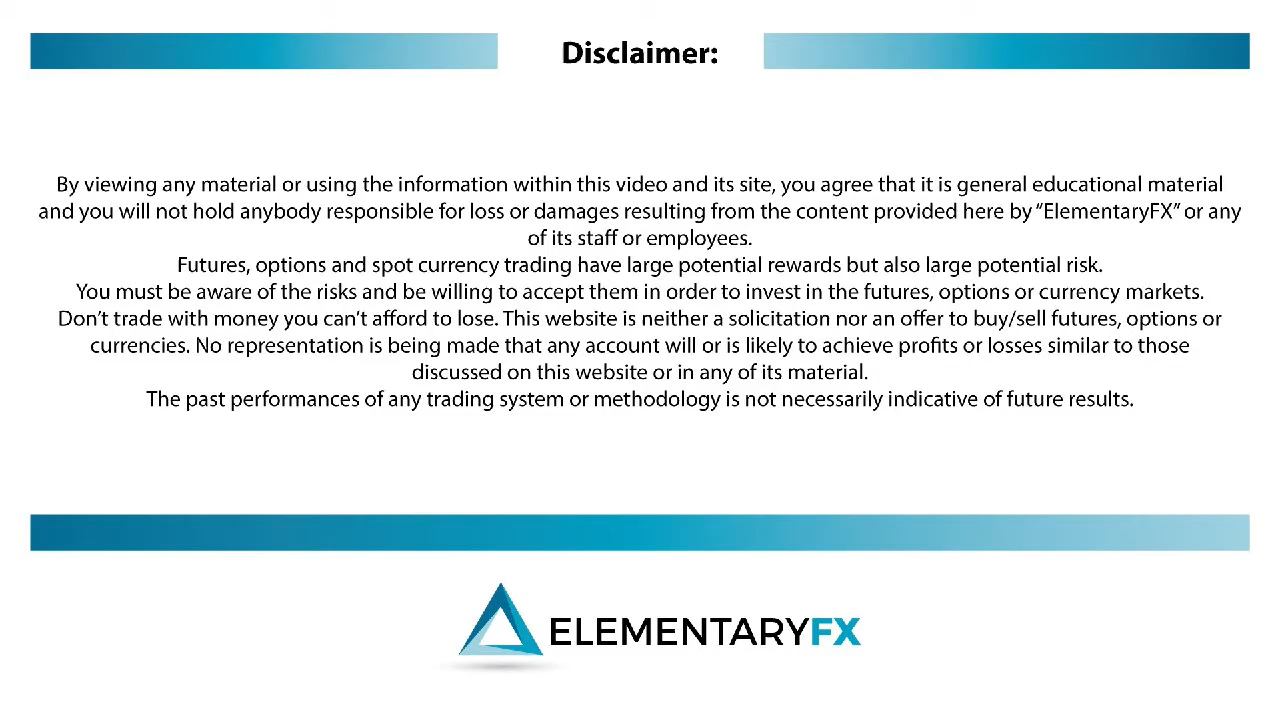 Disclaimer:
By viewing any material or using the information within this video and its site, you agree that it is general educational material
and you will not hold anybody responsible for loss or damages resulting from the content provided here by “ElementaryFX” or any
of its staff or employees.
Futures, options and spot currency trading have large potential rewards but also large potential risk.
You must be aware of the risks and be willing to accept them in order to invest in the futures, options or currency markets.
Don’t trade with money you can’t afford to lose. This website is neither a solicitation nor an offer to buy/sell futures, options or
currencies. No representation is being made that any account will or is likely to achieve profits or losses similar to those
discussed on this website or in any of its material.
The past performances of any trading system or methodology is not necessarily indicative of future results.
ELEMENTARYFX